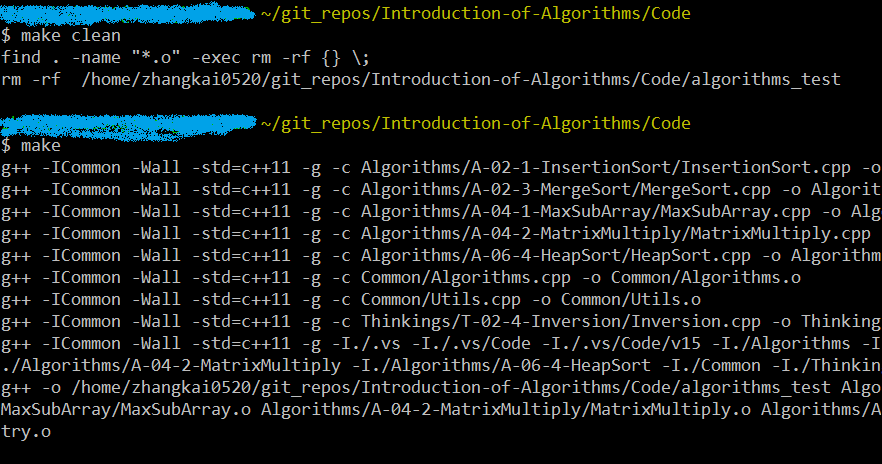 ~/git_repos/Introduction-of-Algorithms/Code
$ make clean
find . -name "*.o" -exec rm -rf {} \;
rm -rf  /home/zhangkai0520/git_repos/Introduction-of-Algorithms/Code/algorithms_test
~/git_repos/Introduction-of-Algorithms/Code
$ make
g++ -ICommon -Wall -std=c++11 -g -c Algorithms/A-02-1-InsertionSort/InsertionSort.cpp -o
g++ -ICommon -Wall -std=c++11 -g -c Algorithms/A-02-3-MergeSort/MergeSort.cpp -o Algorit
g++ -ICommon -Wall -std=c++11 -g -c Algorithms/A-04-1-MaxSubArray/MaxSubArray.cpp -o Alg
g++ -ICommon -Wall -std=c++11 -g -c Algorithms/A-04-2-MatrixMultiply/MatrixMultiply.cpp
g++ -ICommon -Wall -std=c++11 -g -c Algorithms/A-06-4-HeapSort/HeapSort.cpp -o Algorithm
g++ -ICommon -Wall -std=c++11 -g -c Common/Algorithms.cpp -o Common/Algorithms.o
g++ -ICommon -Wall -std=c++11 -g -c Common/Utils.cpp -o Common/Utils.o
g++ -ICommon -Wall -std=c++11 -g -c Thinkings/T-02-4-Inversion/Inversion.cpp -o Thinking
g++ -ICommon -Wall -std=c++11 -g -I./.vs -I./.vs/Code -I./.vs/Code/v15 -I./Algorithms -I
./Algorithms/A-04-2-MatrixMultiply -I./Algorithms/A-06-4-HeapSort -I./Common -I./Thinkin
g++ -o /home/zhangkai0520/git_repos/Introduction-of-Algorithms/Code/algorithms_test Algo
MaxSubArray/MaxSubArray.o Algorithms/A-04-2-MatrixMultiply/MatrixMultiply.o Algorithms/A
try.o